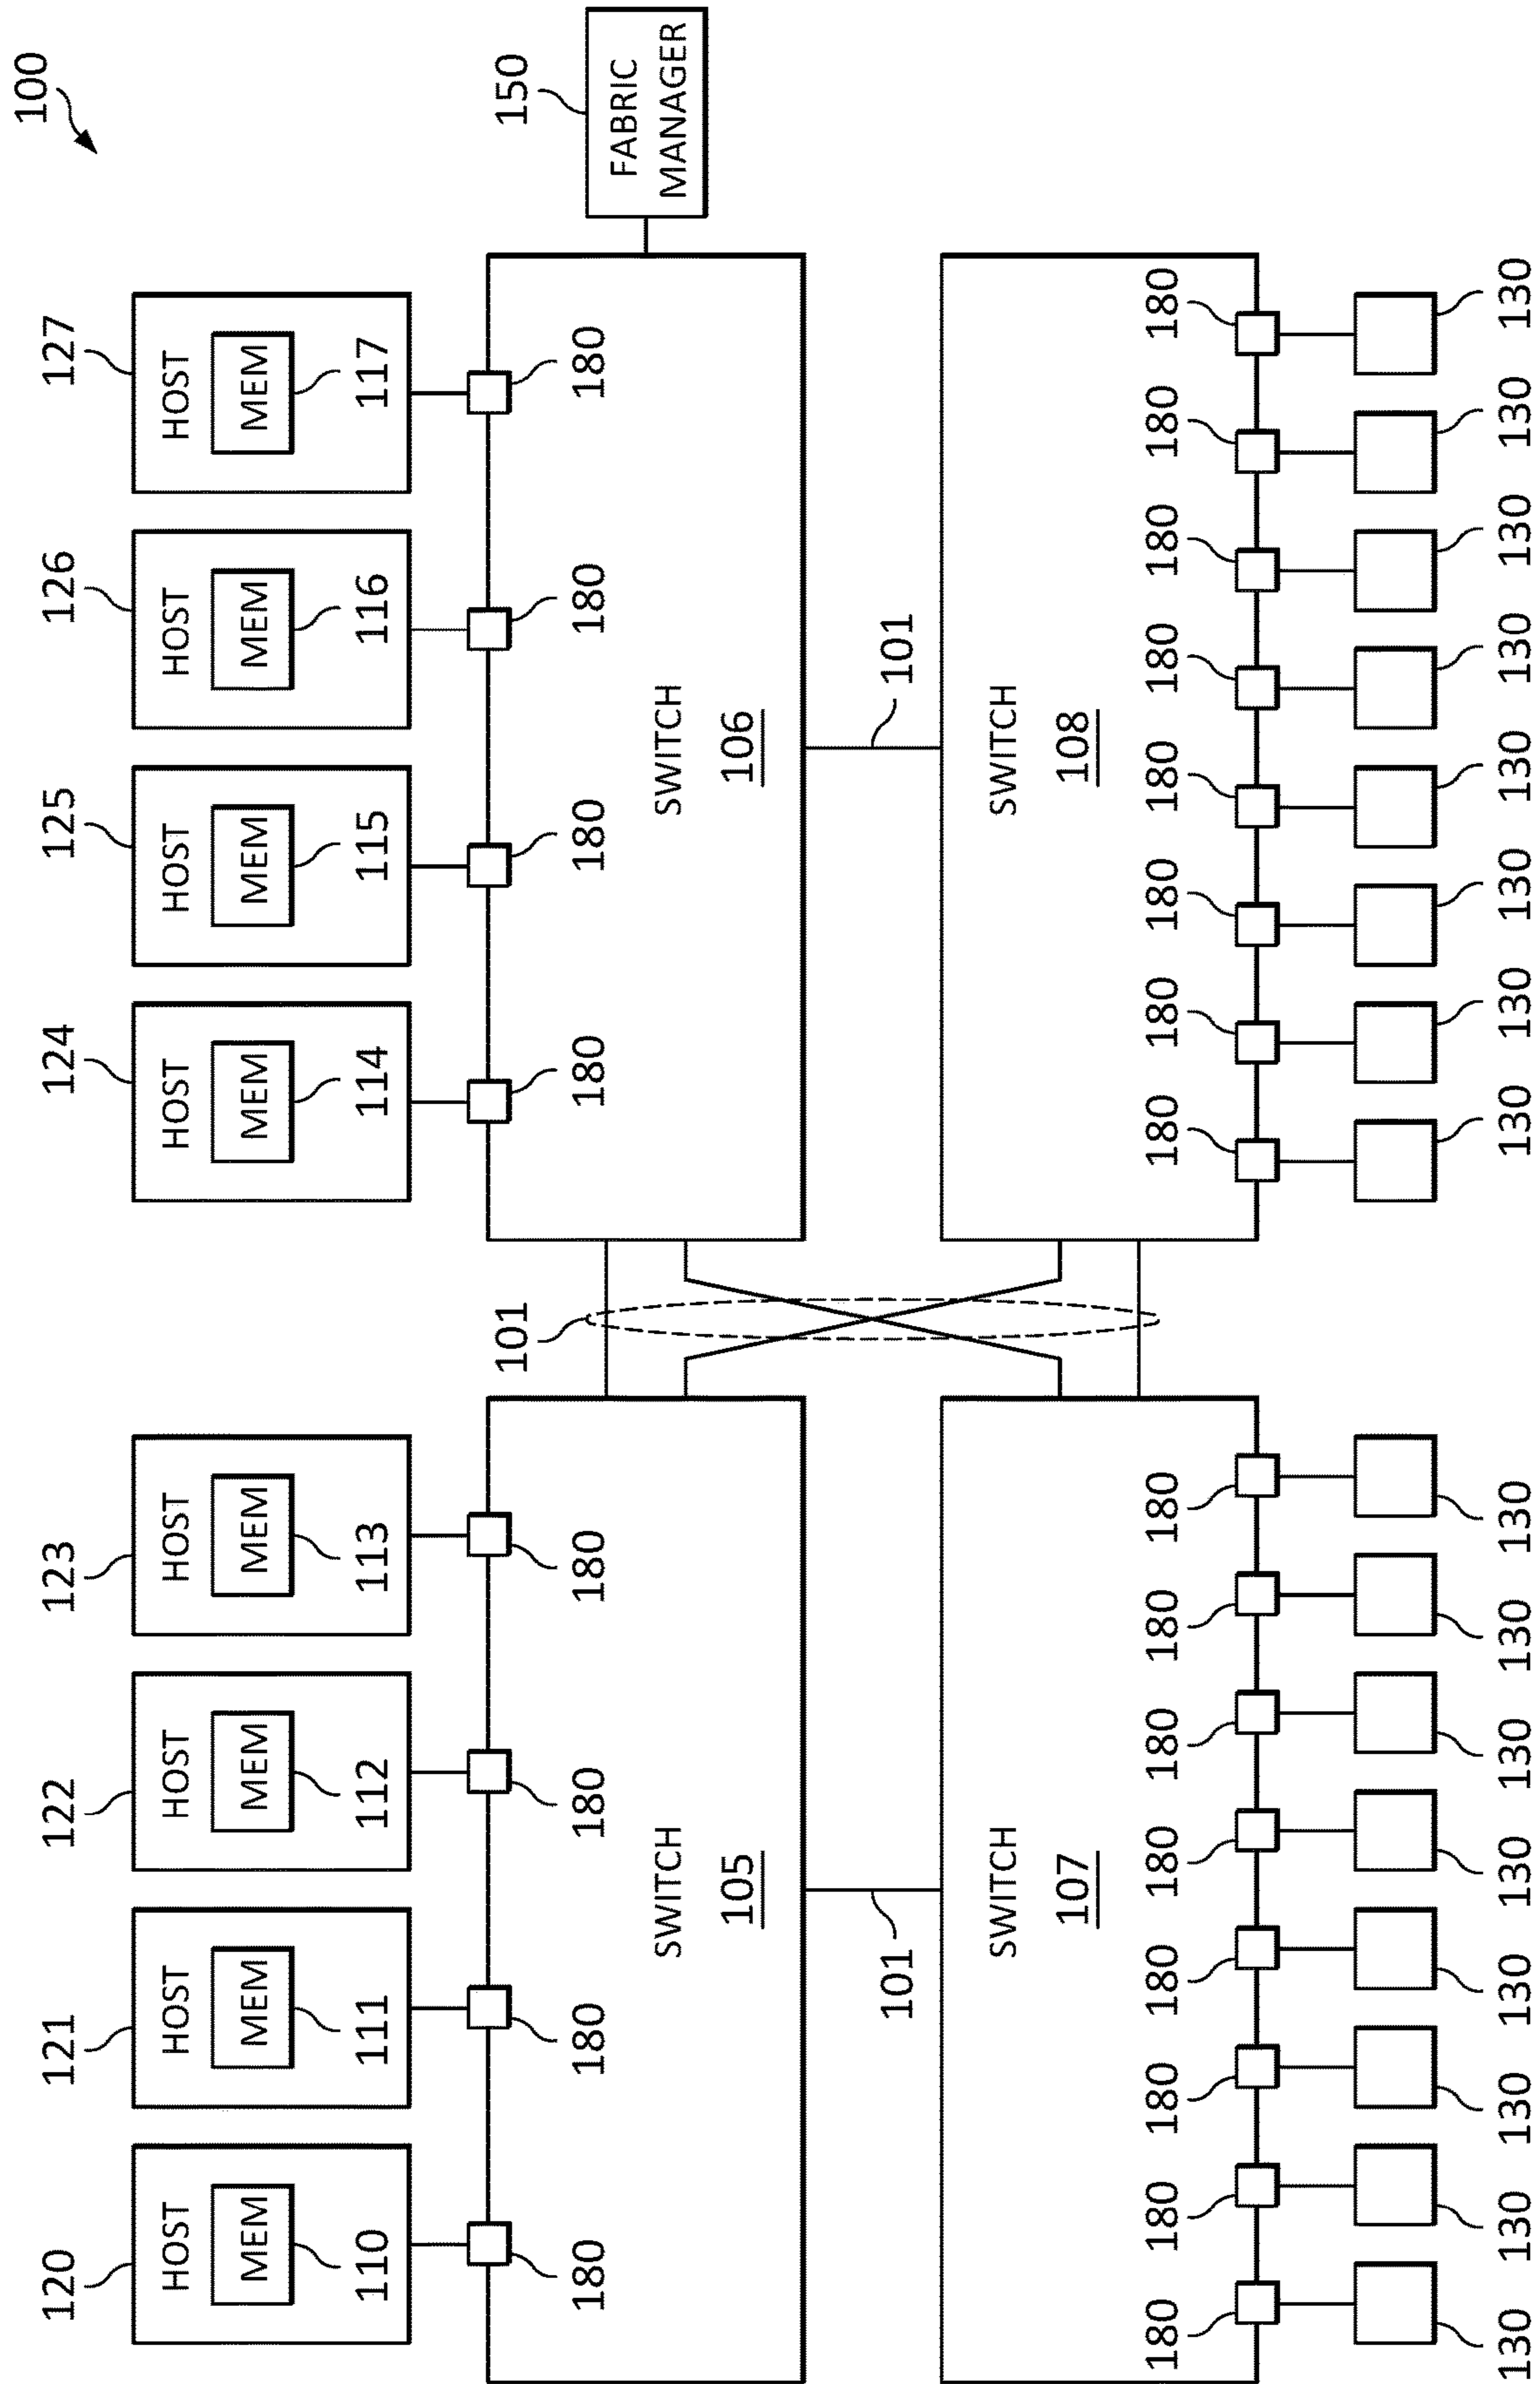 100
120 121 122 123 124 125 126 127
HOST HOST HOST HOST HOST HOST HOST HOST
MEM MEM MEM MEM MEM MEM MEM MEM
110 111 112 113 114 115 116 117
101 150
180 180 180 180 180 180 180 180
FABRIC
MANAGER
SWITCH SWITCH
105 106
101 101
SWITCH SWITCH
107 108
180 180 180 180 180 180 180 180 180 180 180 180 180 180 180 180
130 130 130 130 130 130 130 130 130 130 130 130 130 130 130 130